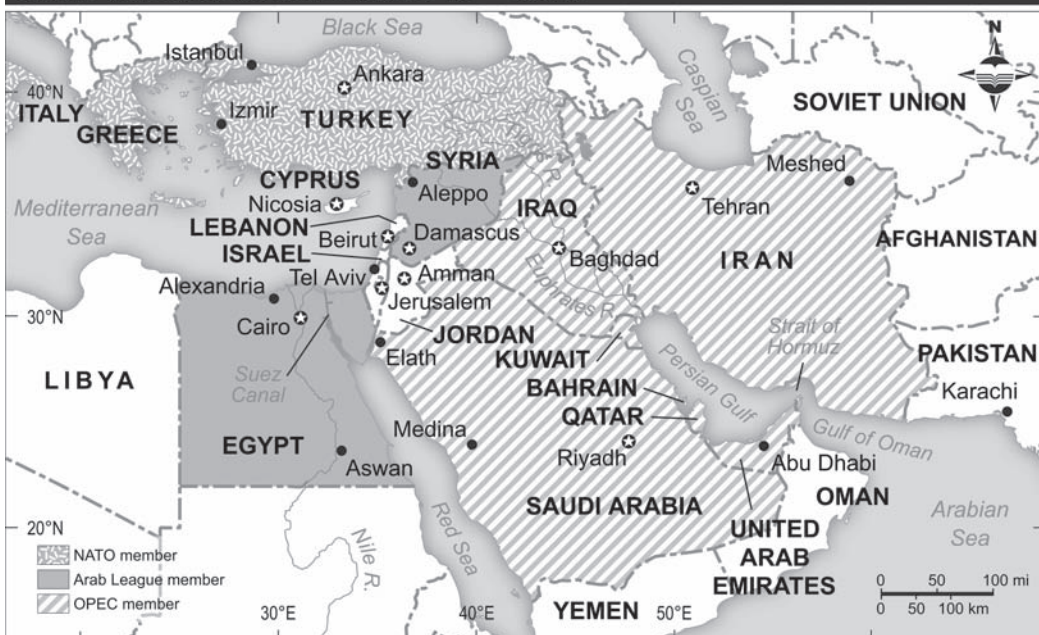 Black Sea
Istanbul
Ankara
40°N
ITALY
GREECE
Izmir
TURKEY
Caspian
Sea
SOVIET UNION
N
Tigris R.
SYRIA
Aleppo
CYPRUS
Nicosia
Mediterranean
Sea
LEBANON
Beirut
Damascus
ISRAEL
Tel Aviv
Amman
Jerusalem
IRAQ
Baghdad
Euphrates R.
Tehran
Meshed
IRAN
AFGHANISTAN
Alexandria
Cairo
30°N
JORDAN
Elath
KUWAIT
BAHRAIN
QATAR
Persian Gulf
Strait of
Hormuz
PAKISTAN
Karachi
LIBYA
Suez
Canal
EGYPT
Aswan
Medina
Riyadh
Abu Dhabi
Gulf of Oman
SAUDI ARABIA
OMAN
UNITED
ARAB
EMIRATES
Arabian
Sea
20°N
Nile R.
Red Sea
YEMEN
NATO member
Arab League member
OPEC member
30°E
40°E
50°E
0 50 100 mi
0 50 100 km